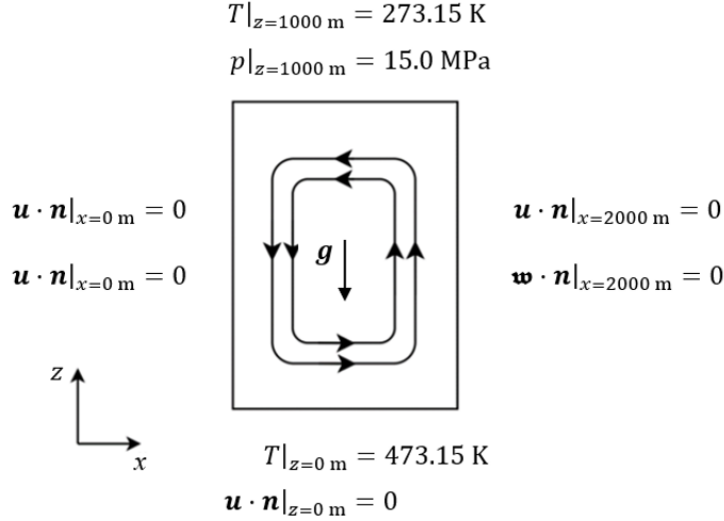 T|z=1000 m = 273.15 K
p|z=1000 m = 15.0 MPa
u · n|x=0 m = 0
u · n|x=2000 m = 0
u · n|x=0 m = 0
𝖜 · n|x=2000 m = 0
g
z
x
T|z=0 m = 473.15 K
u · n|z=0 m = 0